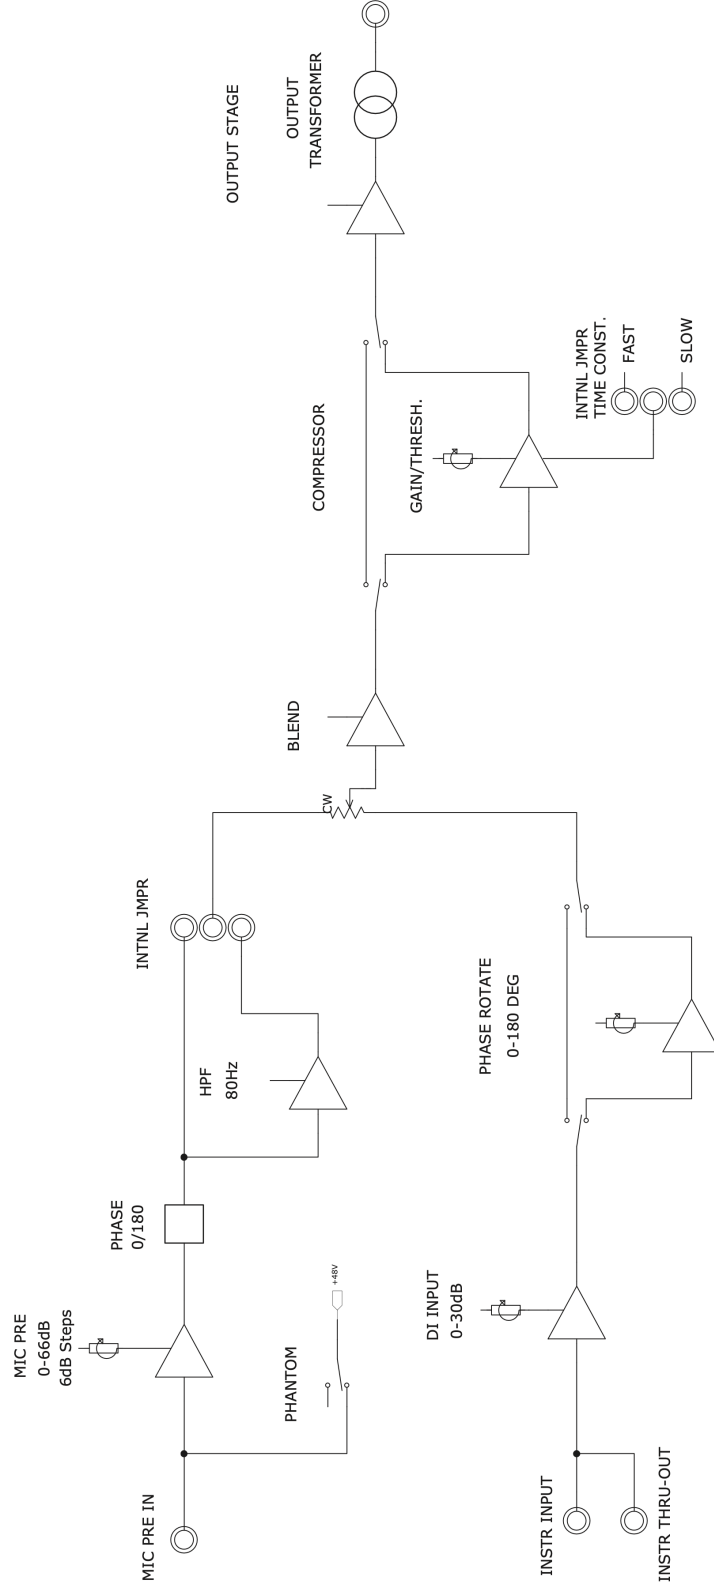 MIC PRE IN
MIC PRE
0-66dB
6dB Steps
PHASE
0/180
INTNL JMPR
HPF
80Hz
PHANTOM
+48V
CW
BLEND
COMPRESSOR
GAIN/THRESH.
OUTPUT STAGE
OUTPUT
TRANSFORMER
INTNL JMPR
TIME CONST.
FAST
SLOW
INSTR INPUT
INSTR THRU-OUT
DI INPUT
0-30dB
PHASE ROTATE
0-180 DEG